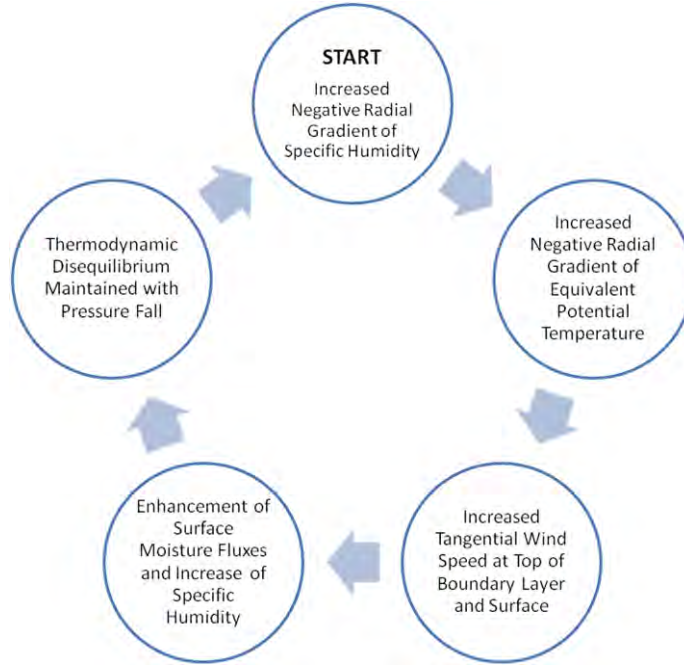 START
Increased
Negative Radial
Gradient of
Specific Humidity
Increased
Negative Radial
Gradient of
Equivalent
Potential
Temperature
Increased
Tangential Wind
Speed at Top of
Boundary Layer
and Surface
Enhancement of
Surface
Moisture Fluxes
and Increase of
Specific
Humidity
Thermodynamic
Disequilibrium
Maintained with
Pressure Fall